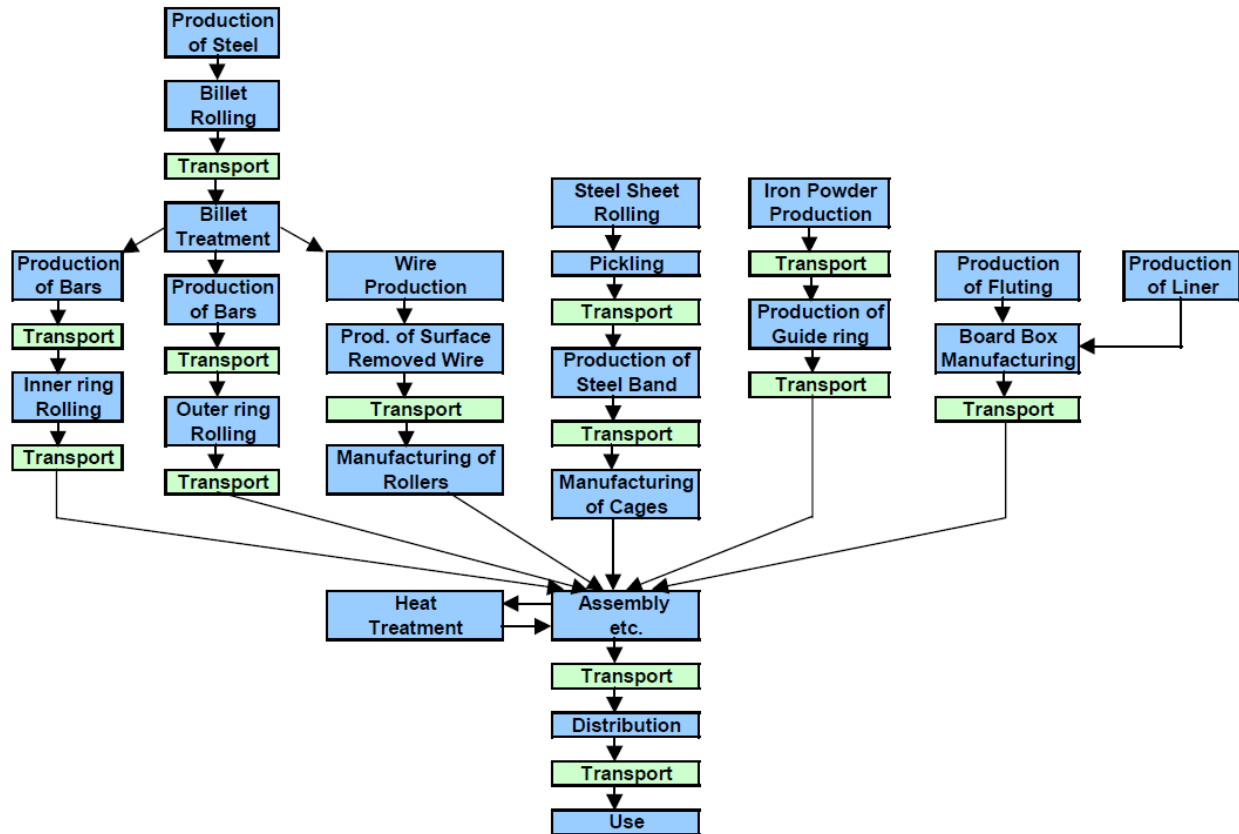 Production
of Steel
Billet
Rolling
Transport
Billet
Treatment
Production
of Bars
Transport
Inner ring
Rolling
Transport
Production
of Bars
Transport
Outer ring
Rolling
Transport
Wire
Production
Prod. of Surface
Removed Wire
Transport
Manufacturing of
Rollers
Steel Sheet
Rolling
Pickling
Transport
Production of
Steel Band
Transport
Manufacturing
of Cages
Iron Powder
Production
Transport
Production of
Guide ring
Transport
Production
of Fluting
Production
of Liner
Board Box
Manufacturing
Transport
Heat
Treatment
Assembly
etc.
Transport
Distribution
Transport
Use